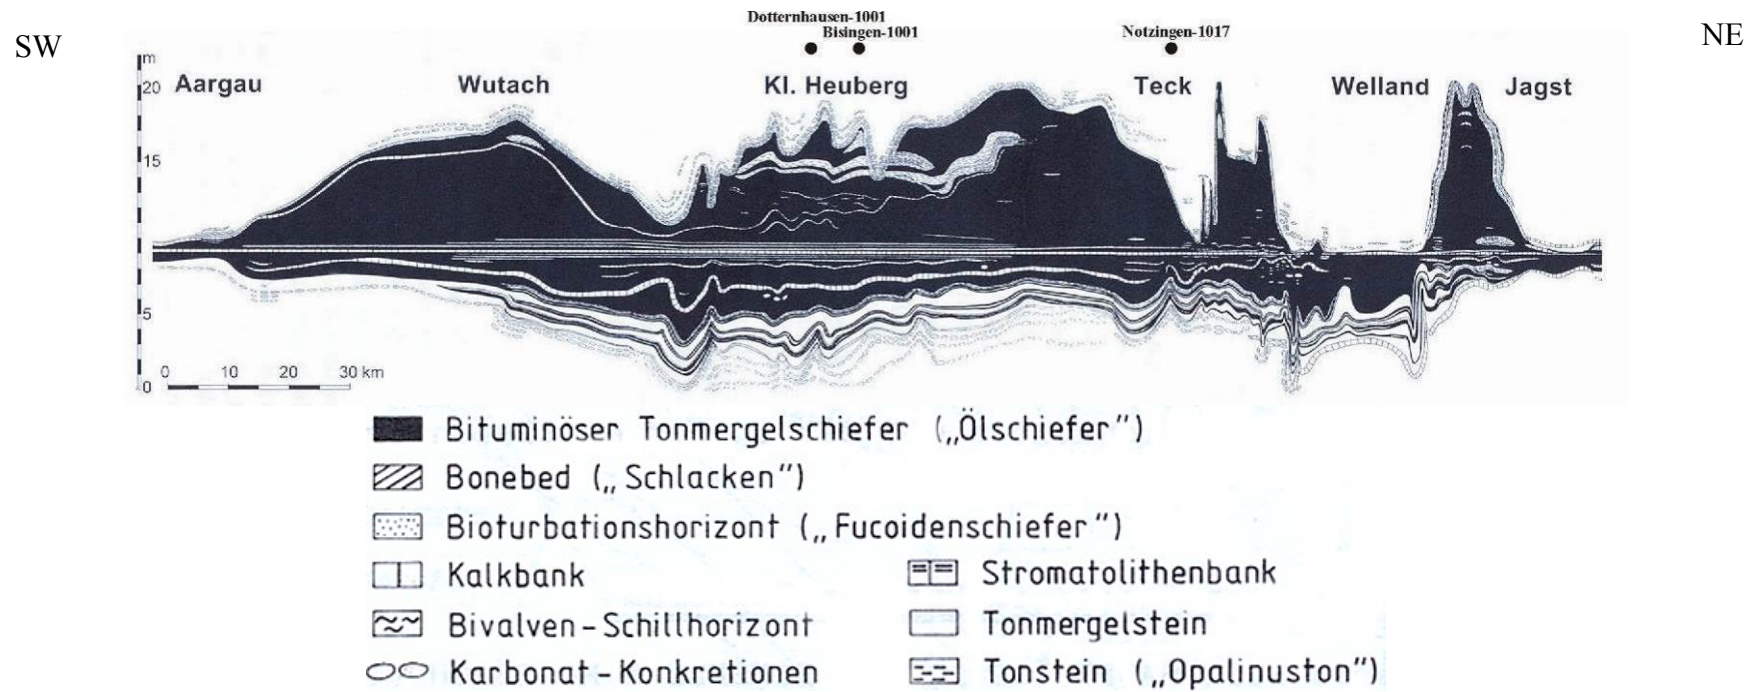 Dotternhausen-1001
Bisingen-1001
Notzingen-1017
SW
NE
m
Aargau
Wutach
Kl. Heuberg
Teck
Welland
Jagst
20
15
5
0
0 10 20 30 km
Bituminöser Tonmergelschiefer („Ölschiefer")
Bonebed („Schlacken")
Bioturbationshorizont („Fucoidenschiefer")
Kalkbank
Stromatolithenbank
Bivalven-Schillhorizont
Tonmergelstein
Karbonat-Konkretionen
Tonstein („Opalinuston")